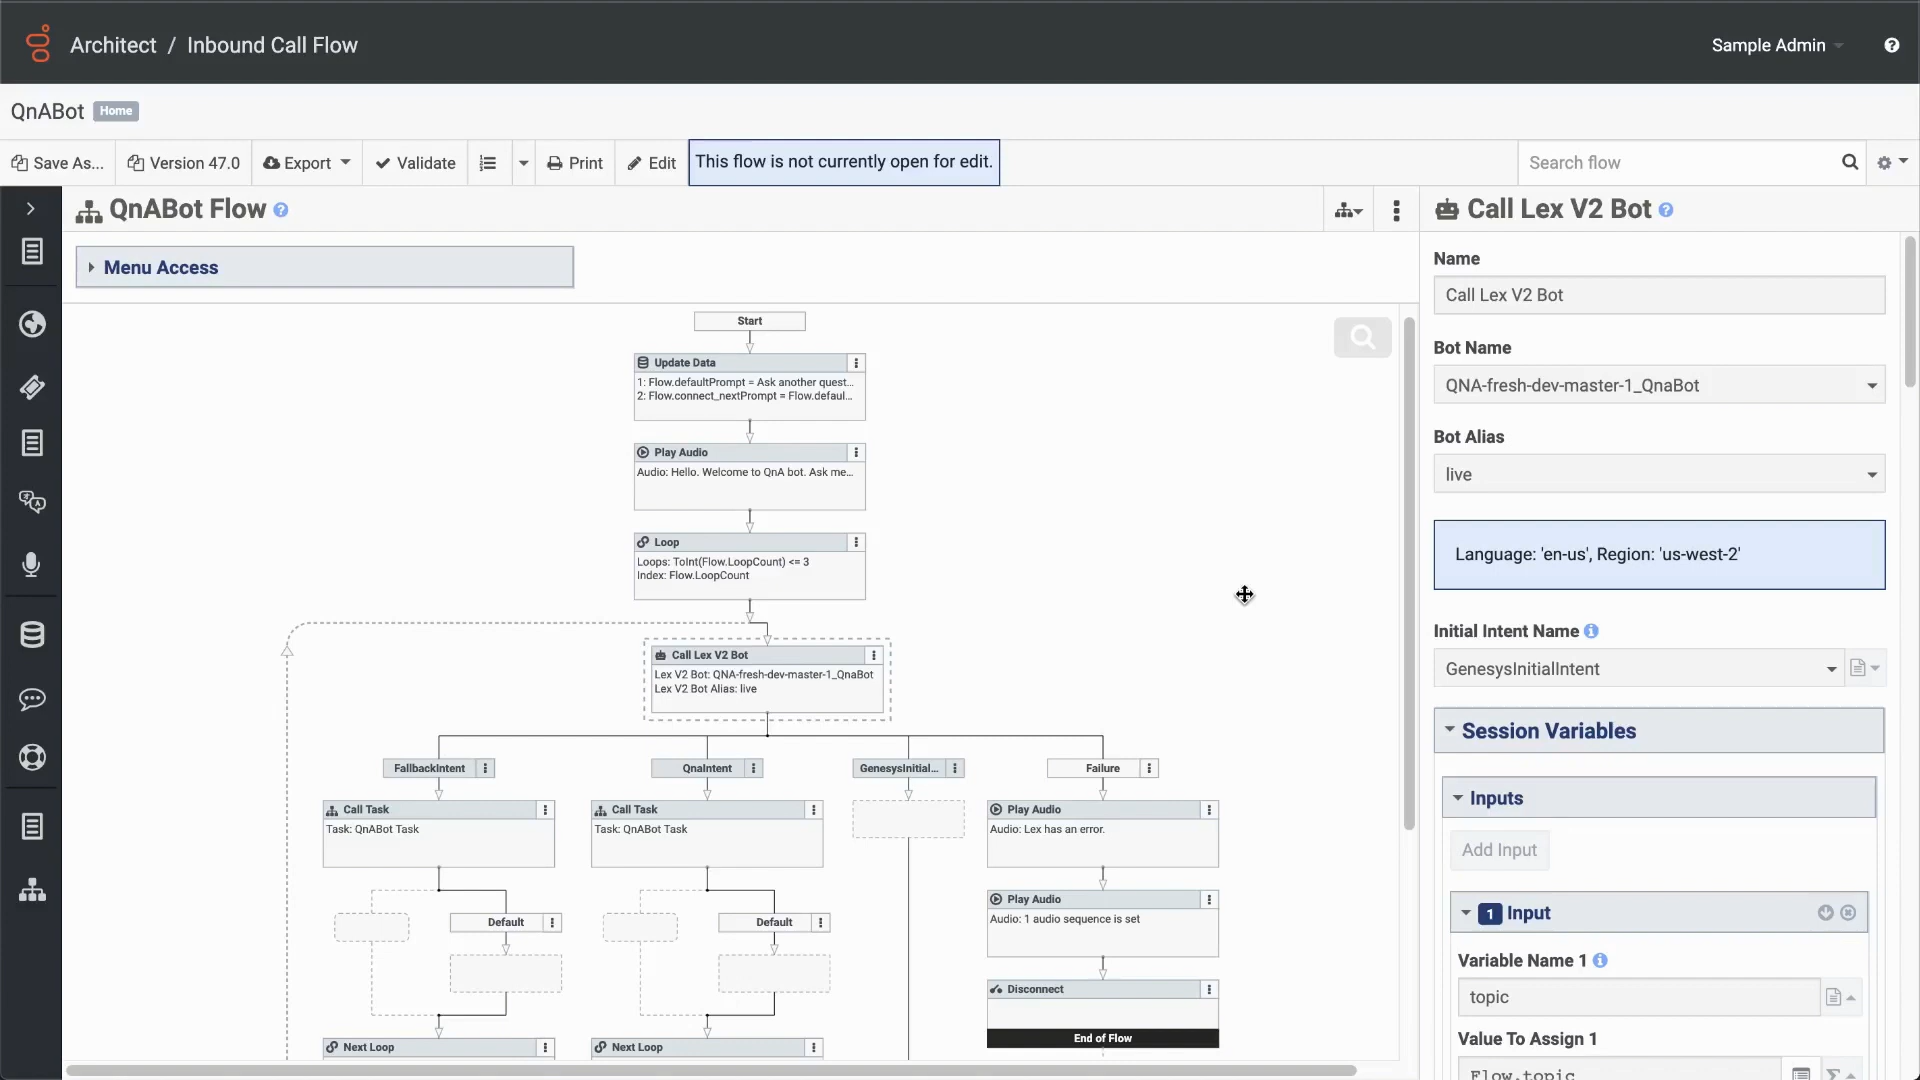 Architect / Inbound Call Flow
Sample Admin
QnABot Home
Save As...
Version 47.0
Export
Validate
Print
Edit
This flow is not currently open for edit.
Search flow
QnABot Flow
Menu Access
Start
Update Data
1: Flow.defaultPrompt = Ask another quest...
2: Flow.connect_nextPrompt = Flow.defaul...
Play Audio
Audio: Hello. Welcome to QnA bot. Ask me...
Loop
Loops: ToInt(Flow.LoopCount) <= 3
Index: Flow.LoopCount
Call Lex V2 Bot
Lex V2 Bot: QNA-fresh-dev-master-1_QnaBot
Lex V2 Bot Alias: live
FallbackIntent
QnaIntent
GenesysInitial...
Failure
Call Task
Task: QnABot Task
Call Task
Task: QnABot Task
Play Audio
Audio: Lex has an error.
Default
Default
Play Audio
Audio: 1 audio sequence is set
Disconnect
End of Flow
Next Loop
Next Loop
Call Lex V2 Bot
Name
Call Lex V2 Bot
Bot Name
QNA-fresh-dev-master-1_QnaBot
Bot Alias
live
Language: 'en-us', Region: 'us-west-2'
Initial Intent Name
GenesysInitialIntent
Session Variables
Inputs
Add Input
1 Input
Variable Name 1
topic
Value To Assign 1
Flow.topic